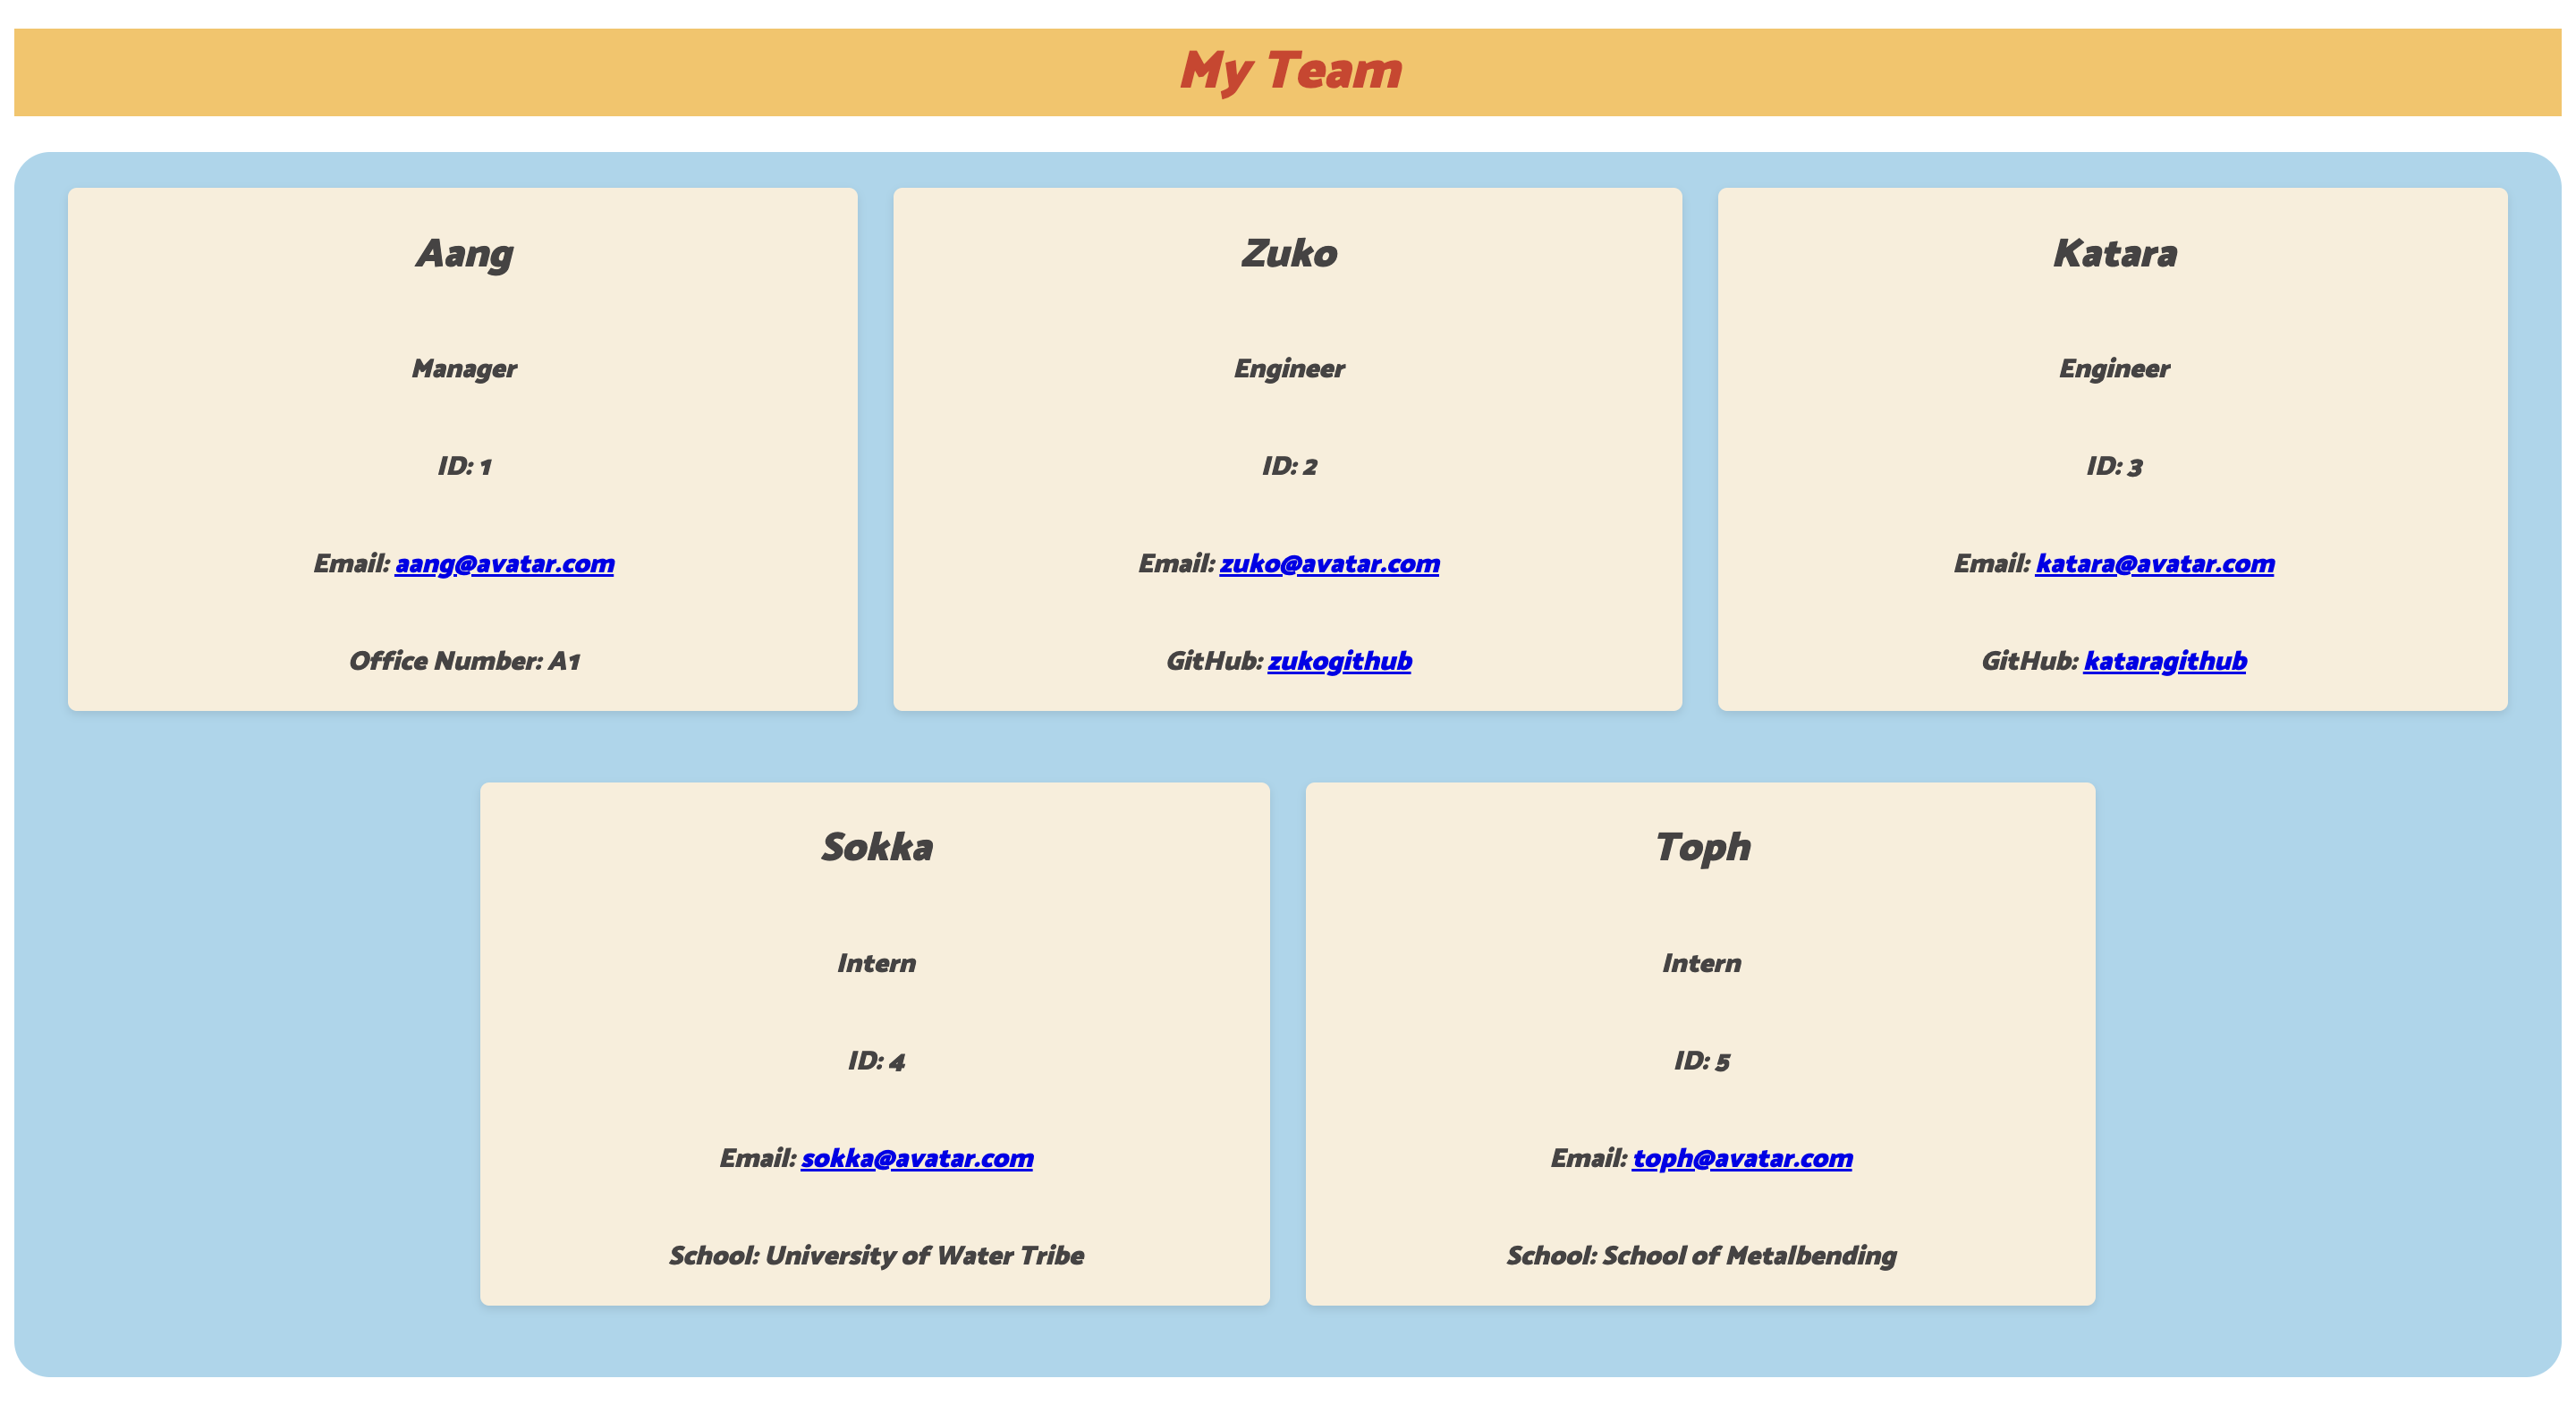 My Team
Aang
Manager
ID: 1
Email: aang@avatar.com
Office Number: A1
Zuko
Engineer
ID: 2
Email: zuko@avatar.com
GitHub: zukogithub
Katara
Engineer
ID: 3
Email: katara@avatar.com
GitHub: kataragithub
Sokka
Intern
ID: 4
Email: sokka@avatar.com
School: University of Water Tribe
Toph
Intern
ID: 5
Email: toph@avatar.com
School: School of Metalbending